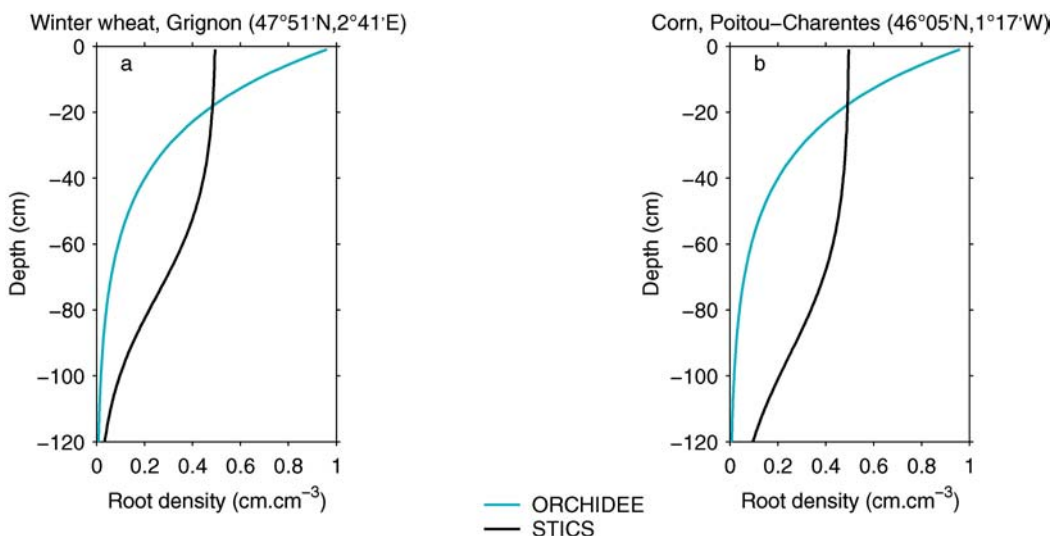 Winter wheat, Grignon (47°51'N,2°41'E)
a
0
−20
−40
−60
−80
−100
−120
Depth (cm)
0 0.2 0.4 0.6 0.8 1
Root density (cm.cm⁻³)
Corn, Poitou−Charentes (46°05'N,1°17'W)
b
0
−20
−40
−60
−80
−100
−120
Depth (cm)
0 0.2 0.4 0.6 0.8 1
Root density (cm.cm⁻³)
ORCHIDEE
STICS